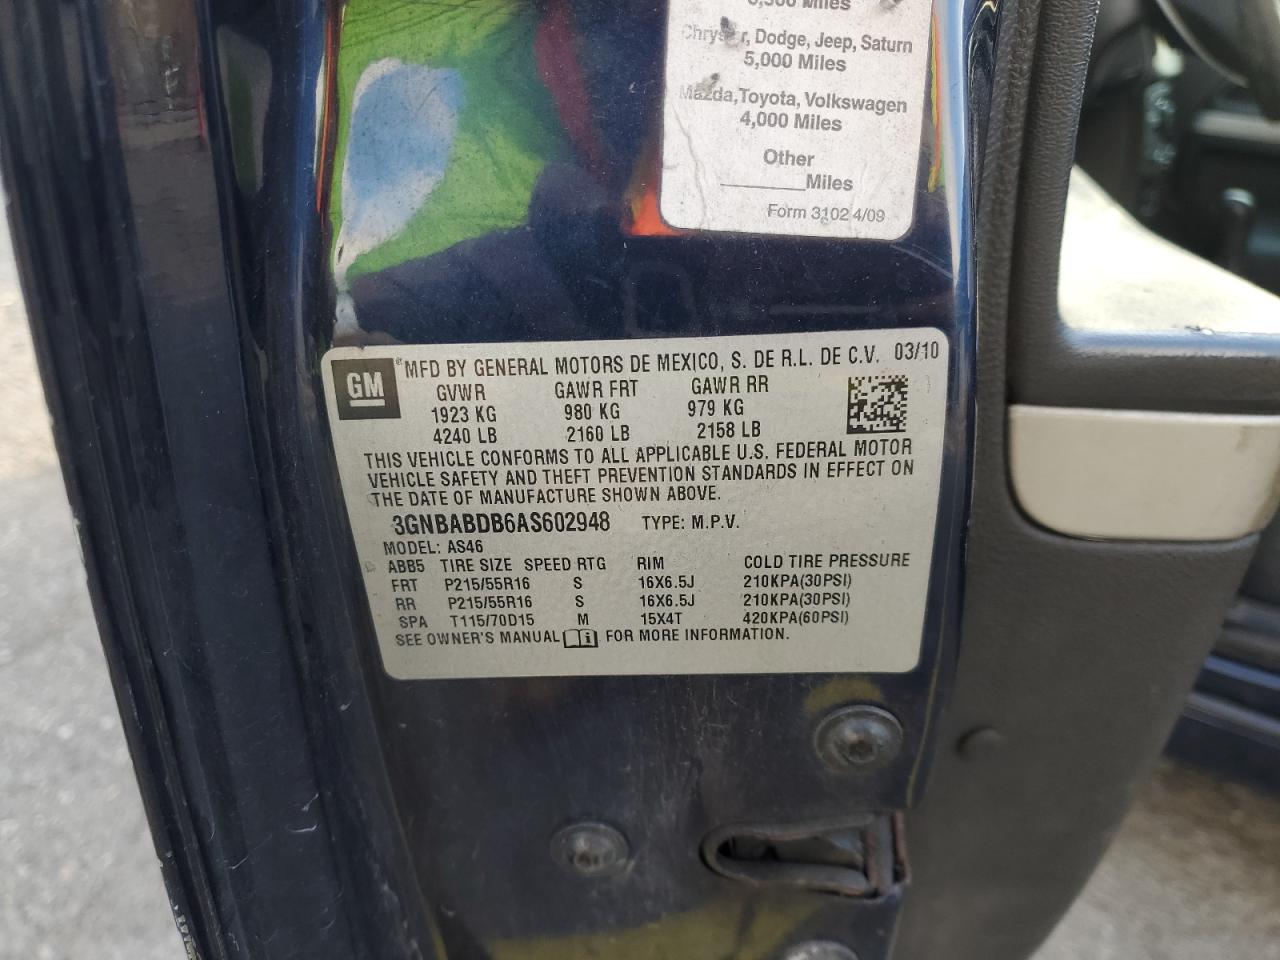 Miles
Dodge, Jeep, Saturn
5,000 Miles
Mazda, Toyota, Volkswagen
4,000 Miles
Other
________Miles
Form 3102 4/09
GM
® MFD BY GENERAL MOTORS DE MEXICO, S. DE R.L. DE C.V. 03/10
GVWR GAWR FRT GAWR RR
1923 KG 980 KG 979 KG
4240 LB 2160 LB 2158 LB
THIS VEHICLE CONFORMS TO ALL APPLICABLE U.S. FEDERAL MOTOR
VEHICLE SAFETY AND THEFT PREVENTION STANDARDS IN EFFECT ON
THE DATE OF MANUFACTURE SHOWN ABOVE.
3GNBABDB6AS602948 TYPE: M.P.V.
MODEL: AS46
ABB5 TIRE SIZE SPEED RTG RIM COLD TIRE PRESSURE
FRT P215/55R16 S 16X6.5J 210KPA(30PSI)
RR P215/55R16 S 16X6.5J 210KPA(30PSI)
SPA T115/70D15 M 15X4T 420KPA(60PSI)
SEE OWNER'S MANUAL i FOR MORE INFORMATION.